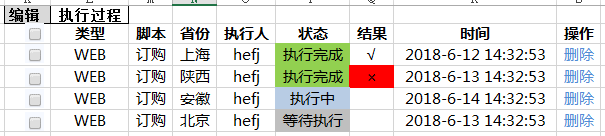 编辑 执行过程
类型 脚本 省份 执行人 状态 结果 时间 操作
WEB 订购 上海 hefj 执行完成 √ 2018-6-12 14:32:53 删除
WEB 订购 陕西 hefj 执行完成 × 2018-6-13 14:32:53 删除
WEB 订购 安徽 hefj 执行中 2018-6-14 14:32:53 删除
WEB 订购 北京 hefj 等待执行 2018-6-13 14:32:53 删除